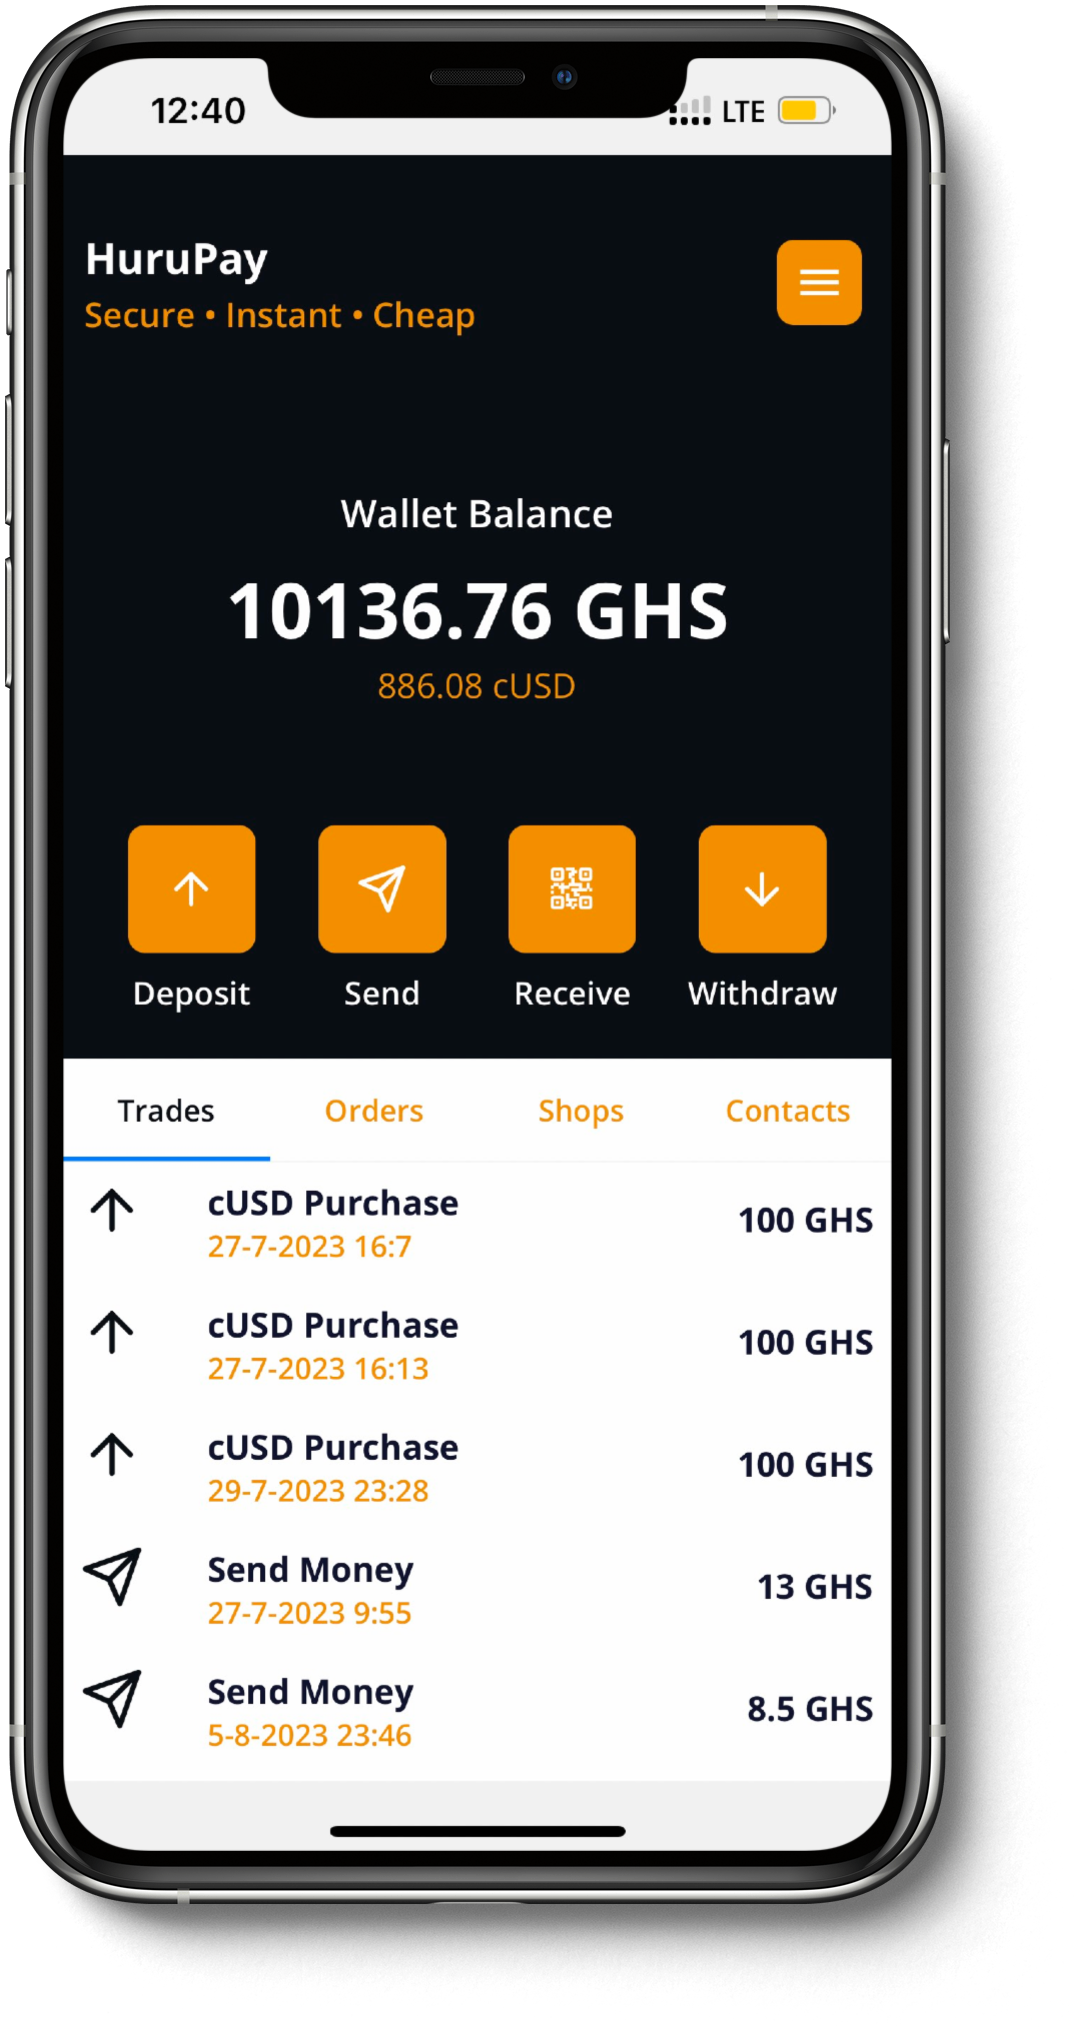 12:40 LTE
HuruPay
Secure • Instant • Cheap
Wallet Balance
10136.76 GHS
886.08 cUSD
Deposit Send Receive Withdraw
Trades Orders Shops Contacts
cUSD Purchase
27-7-2023 16:7
100 GHS
cUSD Purchase
27-7-2023 16:13
100 GHS
cUSD Purchase
29-7-2023 23:28
100 GHS
Send Money
27-7-2023 9:55
13 GHS
Send Money
5-8-2023 23:46
8.5 GHS